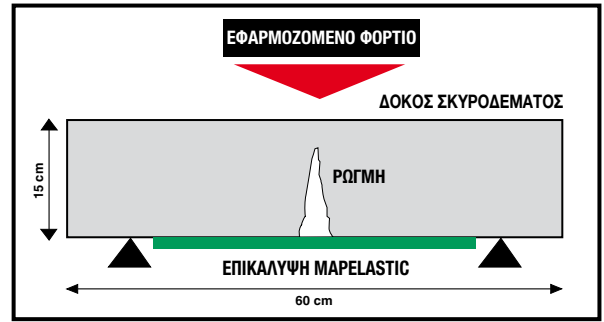 ΕΦΑΡΜΟΖΟΜΕΝΟ ΦΟΡΤΙΟ
ΔΟΚΟΣ ΣΚΥΡΟΔΕΜΑΤΟΣ
15 cm
ΡΩΓΜΗ
ΕΠΙΚΑΛΥΨΗ MAPELASTIC
60 cm